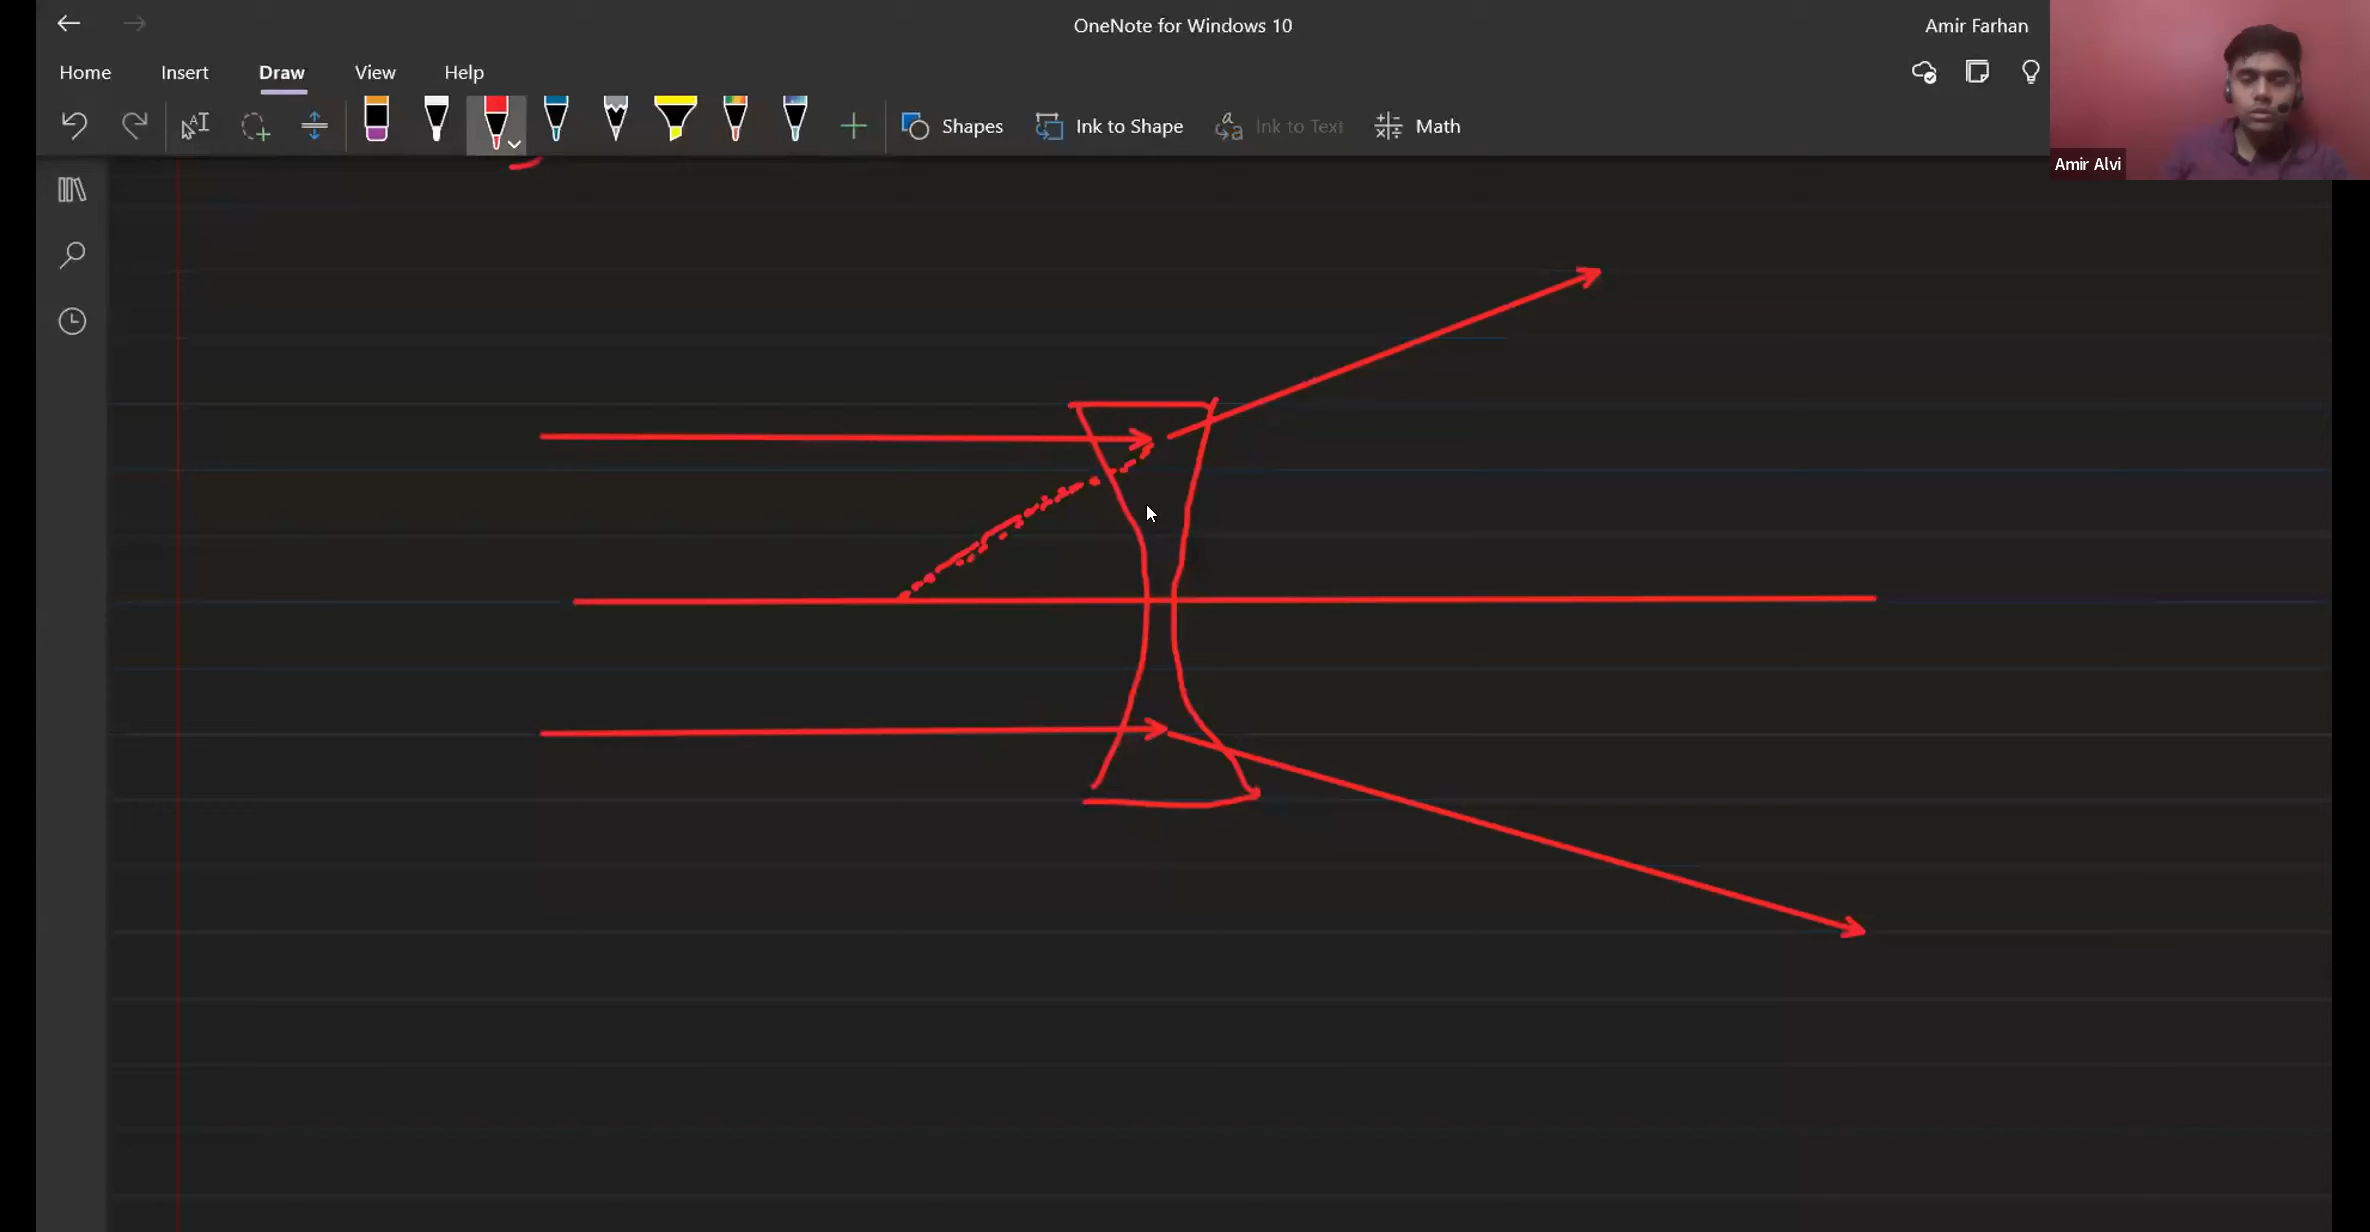 OneNote for Windows 10
Amir Farhan
Home Insert Draw View Help
Shapes Ink to Shape Ink to Text Math
Amir Alvi